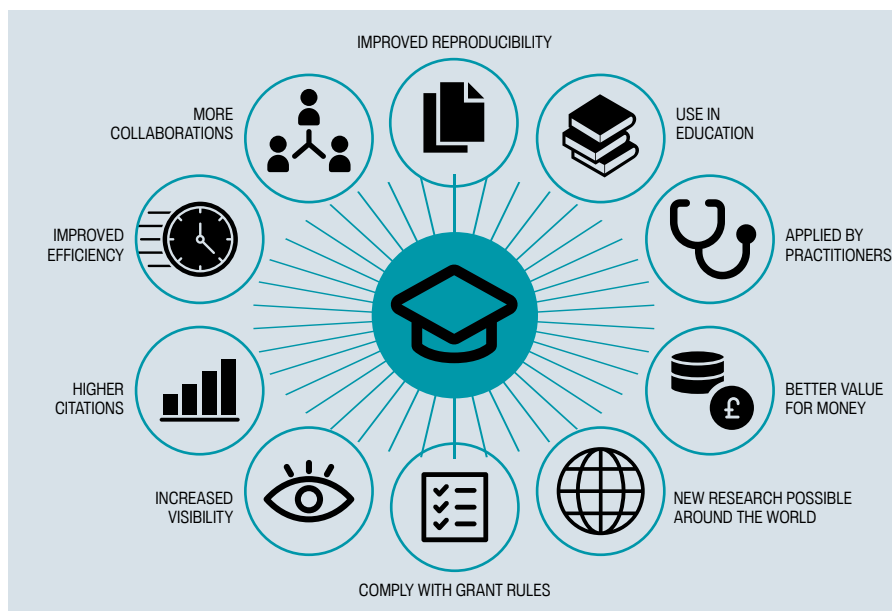 IMPROVED REPRODUCIBILITY
MORE
COLLABORATIONS
USE IN
EDUCATION
IMPROVED
EFFICIENCY
APPLIED BY
PRACTITIONERS
HIGHER
CITATIONS
£
BETTER VALUE
FOR MONEY
INCREASED
VISIBILITY
NEW RESEARCH POSSIBLE
AROUND THE WORLD
COMPLY WITH GRANT RULES